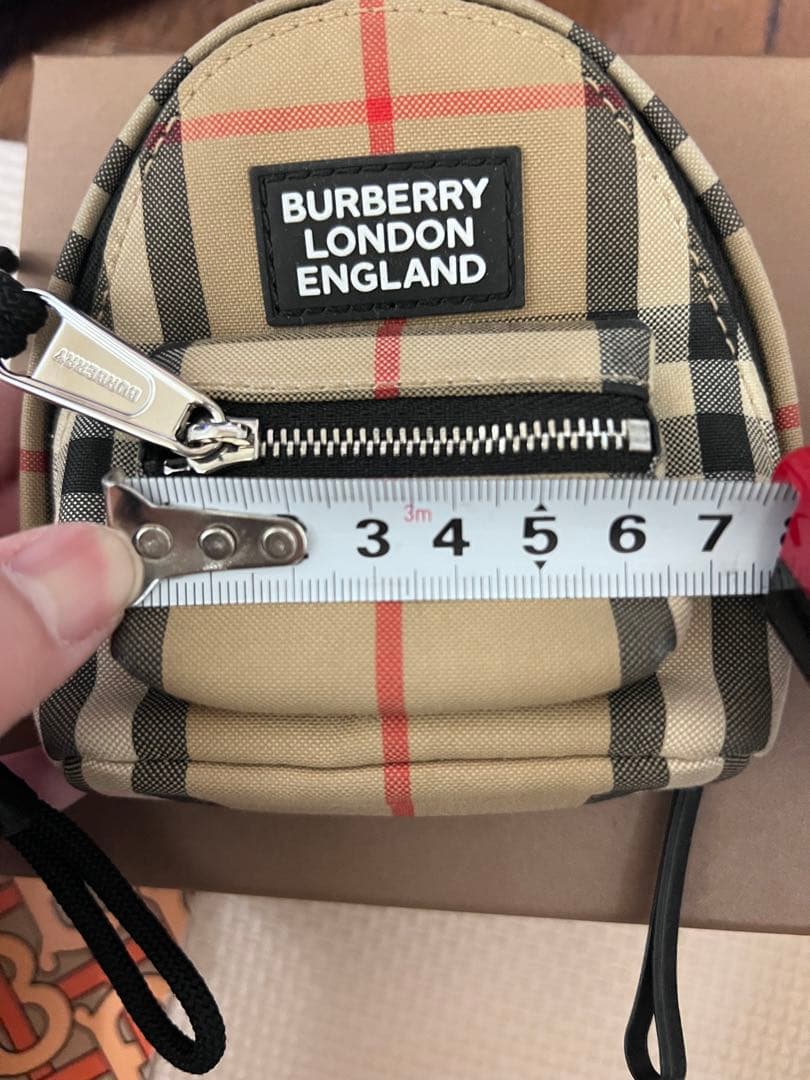 BURBERRY
LONDON
ENGLAND
BURBERRY
3m
3 4 5 6 7